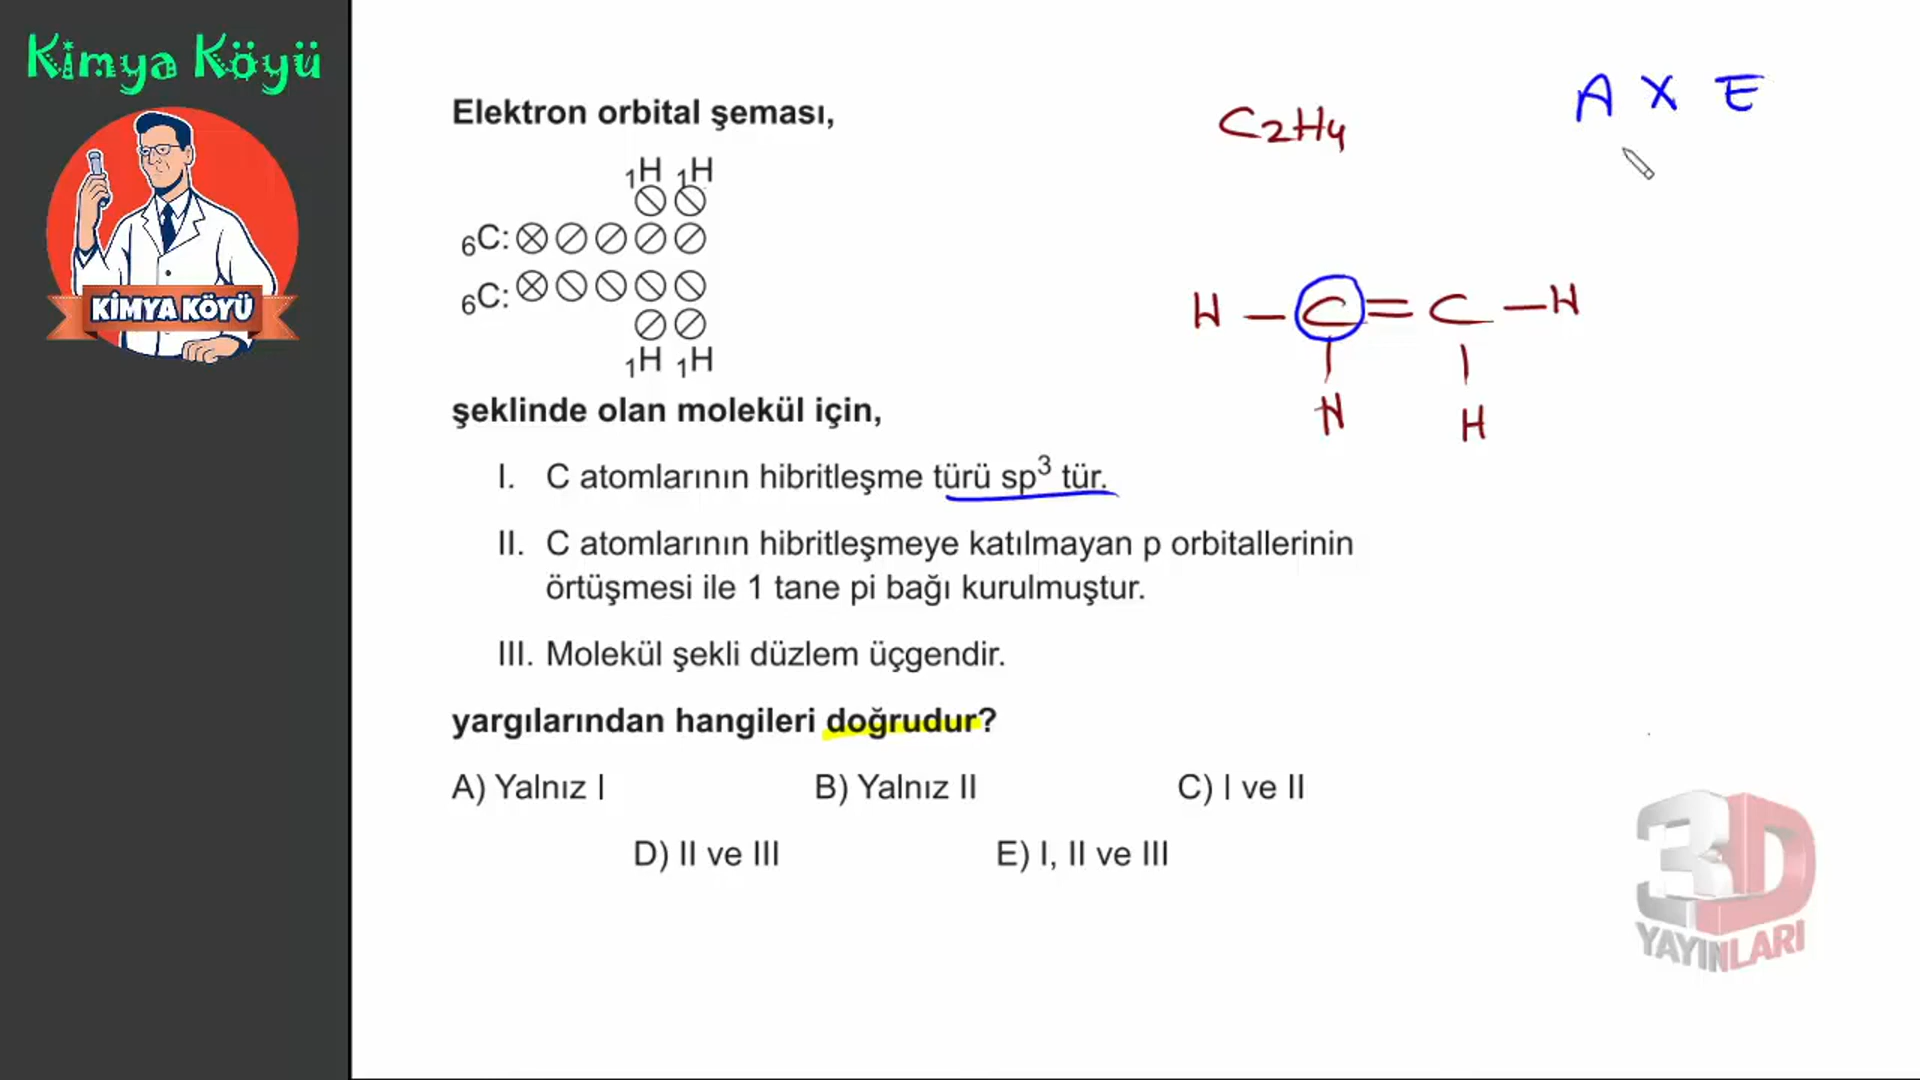 Kimya Köyü
KİMYA KÖYÜ
Elektron orbital şeması,
₁H ₁H
₆C:
₆C:
₁H ₁H
şeklinde olan molekül için,
I. C atomlarının hibritleşme türü sp³ tür.
II. C atomlarının hibritleşmeye katılmayan p orbitallerinin
örtüşmesi ile 1 tane pi bağı kurulmuştur.
III. Molekül şekli düzlem üçgendir.
yargılarından hangileri doğrudur?
A) Yalnız I B) Yalnız II C) I ve II
D) II ve III E) I, II ve III
C2H4
A X E
H – C = C – H
H H
3D
YAYINLARI